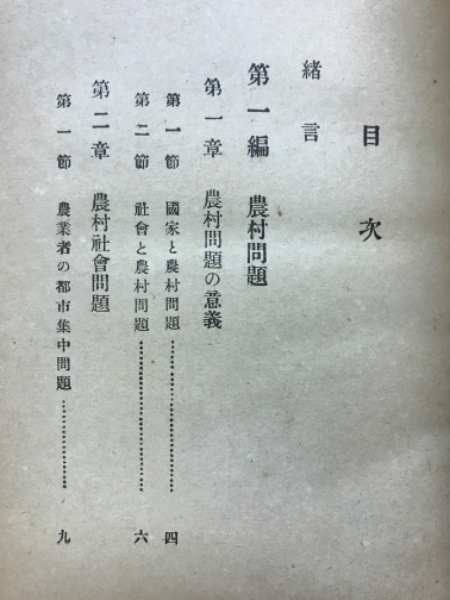 目次
緒言
第一編 農村問題
第一章 農村問題の意義
第一節 國家と農村問題……………………四
第二節 社會と農村問題……………………六
第二章 農村社會問題
第一節 農業者の都市集中問題………………九